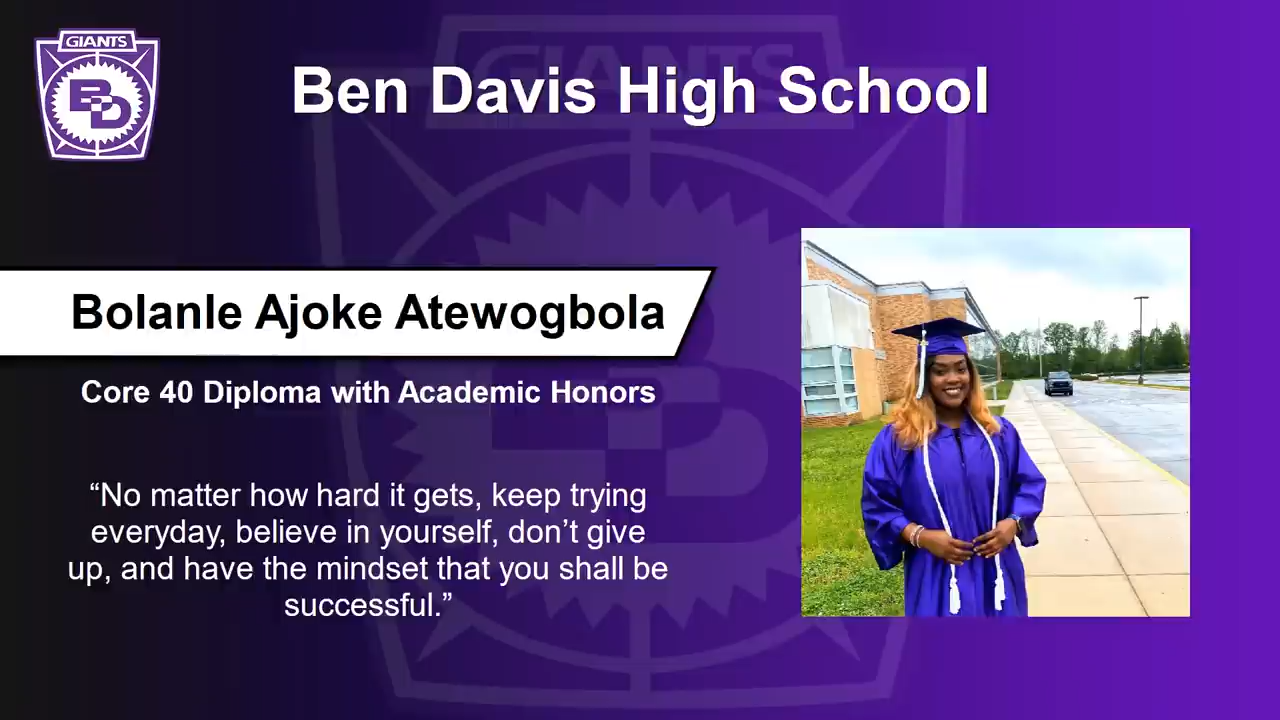 GIANTS
BD
GIANTS
Ben Davis High School
Bolanle Ajoke Atewogbola
Core 40 Diploma with Academic Honors
“No matter how hard it gets, keep trying
everyday, believe in yourself, don’t give
up, and have the mindset that you shall be
successful.”